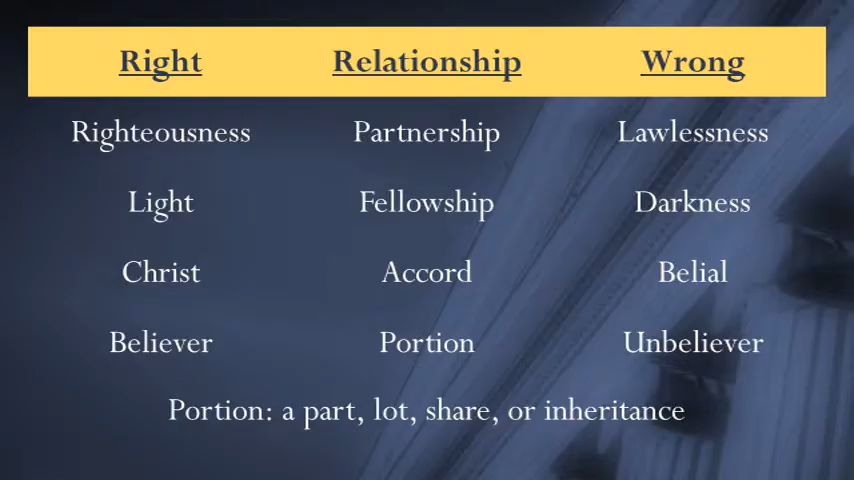 Right Relationship Wrong
Righteousness Partnership Lawlessness
Light Fellowship Darkness
Christ Accord Belial
Believer Portion Unbeliever
Portion: a part, lot, share, or inheritance